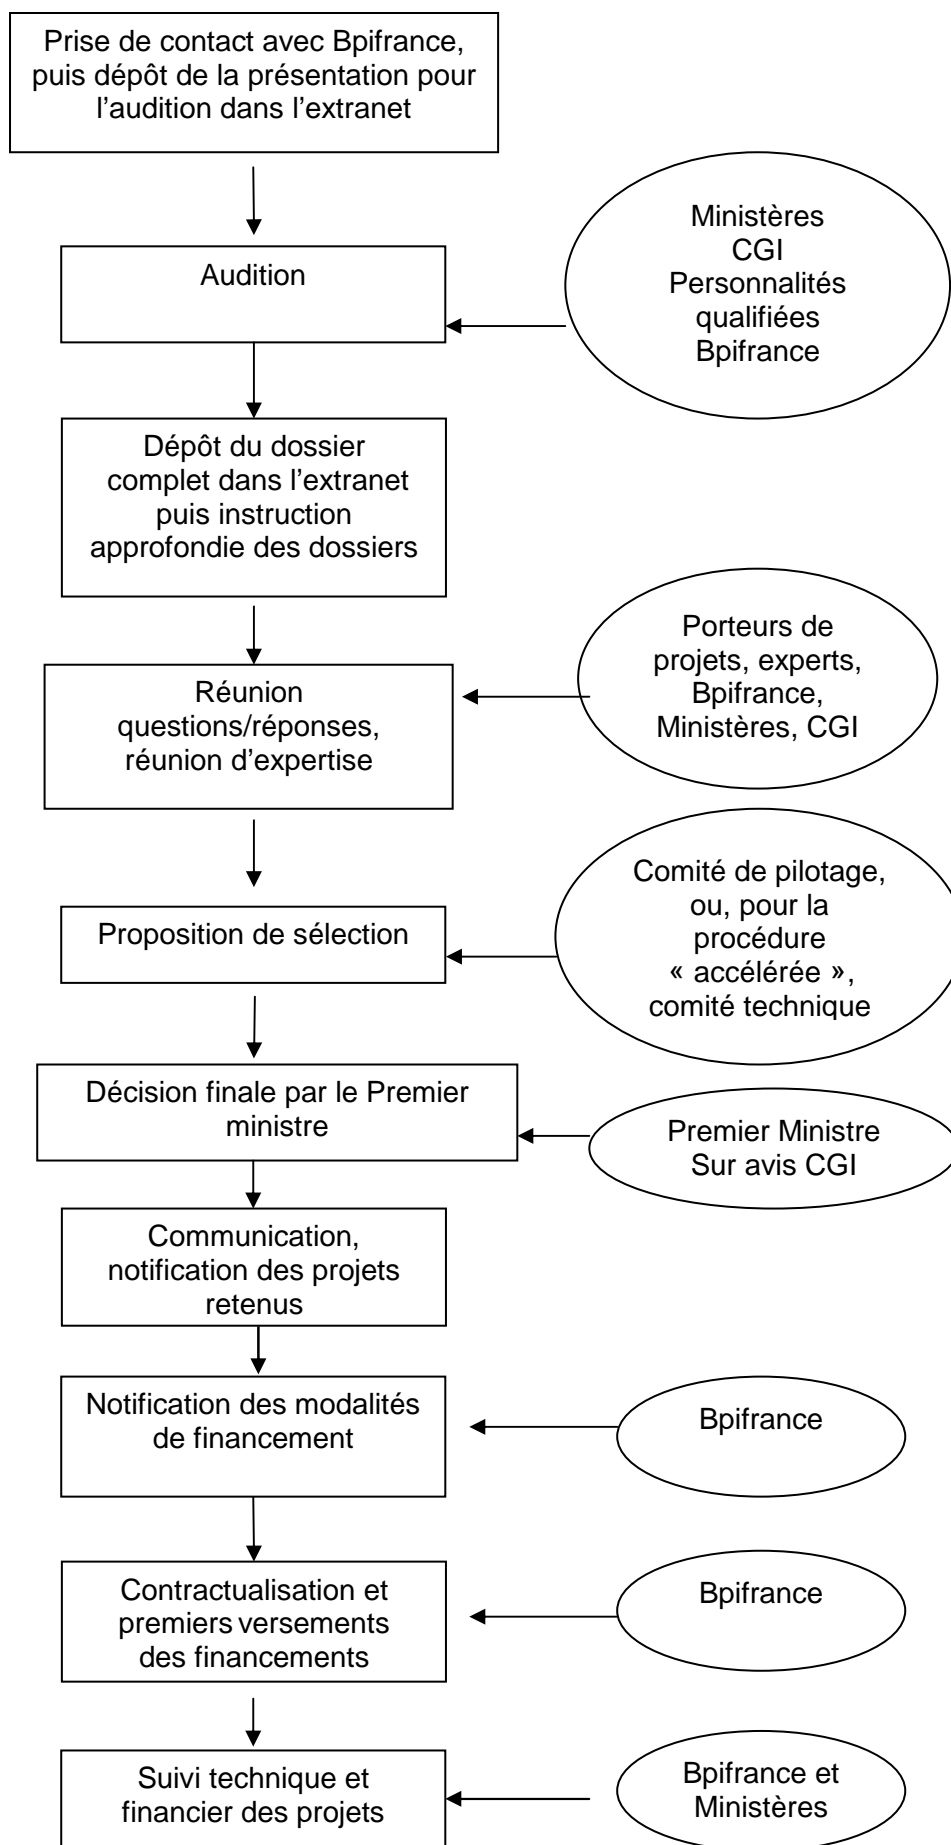 Prise de contact avec Bpifrance,
puis dépôt de la présentation pour
l’audition dans l’extranet
Ministères
CGI
Personnalités
qualifiées
Bpifrance
Audition
Dépôt du dossier
complet dans l’extranet
puis instruction
approfondie des dossiers
Porteurs de
projets, experts,
Bpifrance,
Ministères, CGI
Réunion
questions/réponses,
réunion d’expertise
Comité de pilotage,
ou, pour la
procédure
« accélérée »,
comité technique
Proposition de sélection
Décision finale par le Premier
ministre
Premier Ministre
Sur avis CGI
Communication,
notification des projets
retenus
Notification des modalités
de financement
Bpifrance
Contractualisation et
premiers versements
des financements
Bpifrance
Suivi technique et
financier des projets
Bpifrance et
Ministères